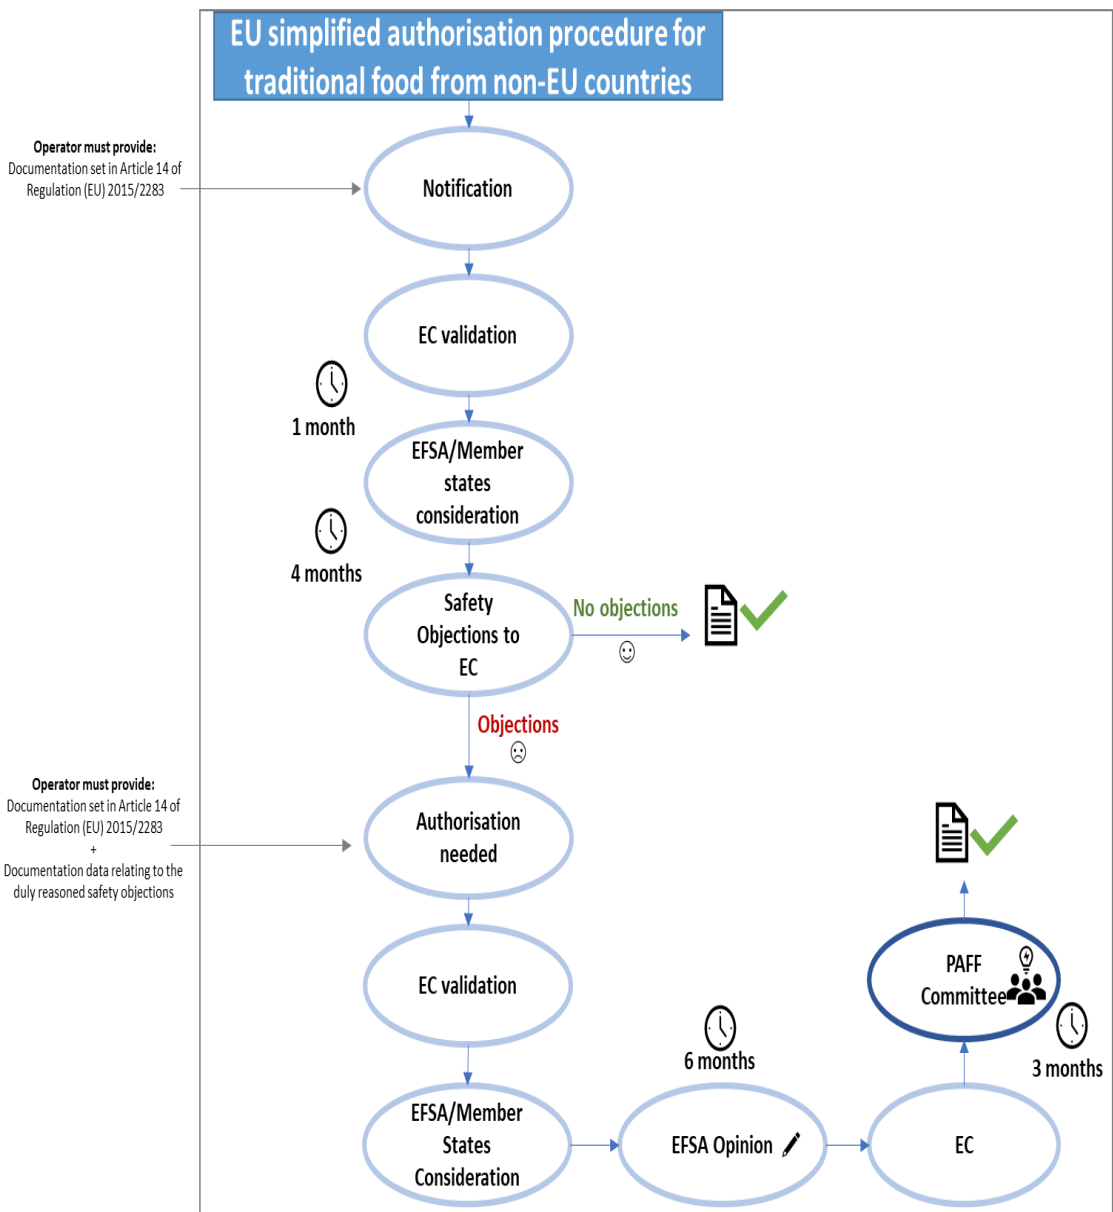 EU simplified authorisation procedure for
traditional food from non-EU countries
Operator must provide:
Documentation set in Article 14 of
Regulation (EU) 2015/2283
Notification
EC validation
1 month
EFSA/Member
states
consideration
4 months
Safety
Objections to
EC
No objections
Objections
Operator must provide:
Documentation set in Article 14 of
Regulation (EU) 2015/2283
+
Documentation data relating to the
duly reasoned safety objections
Authorisation
needed
EC validation
EFSA/Member
States
Consideration
6 months
EFSA Opinion
EC
3 months
PAFF
Committee